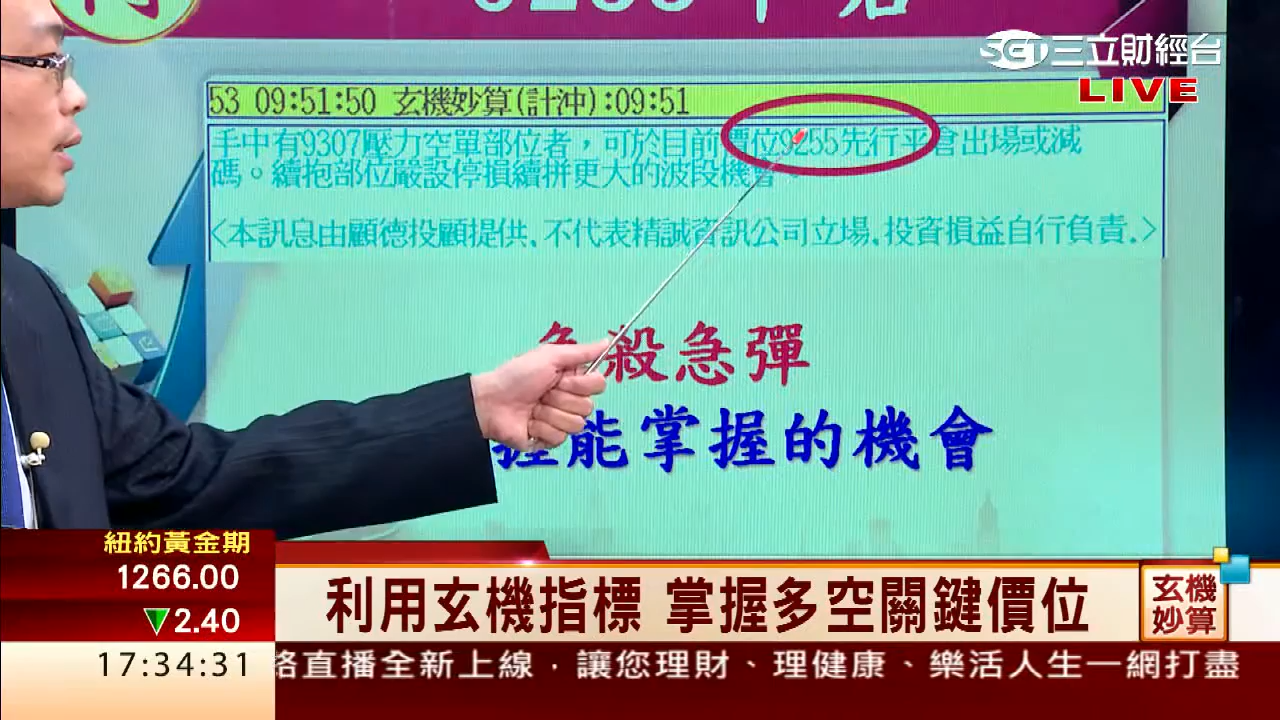 SET 三立財經台
LIVE
53 09:51:50 玄機妙算(計沖):09:51
手中有9307壓力空單部位者，可於目前價位9255先行平倉出場或減
碼。續抱部位嚴設停損續拼更大的波段機會
<本訊息由顧德投顧提供,不代表精誠資訊公司立場,投資損益自行負責.>
急殺急彈
握能掌握的機會
紐約黃金期
1266.00
▼2.40
利用玄機指標 掌握多空關鍵價位
玄機
妙算
17:34:31
路直播全新上線，讓您理財、理健康、樂活人生一網打盡